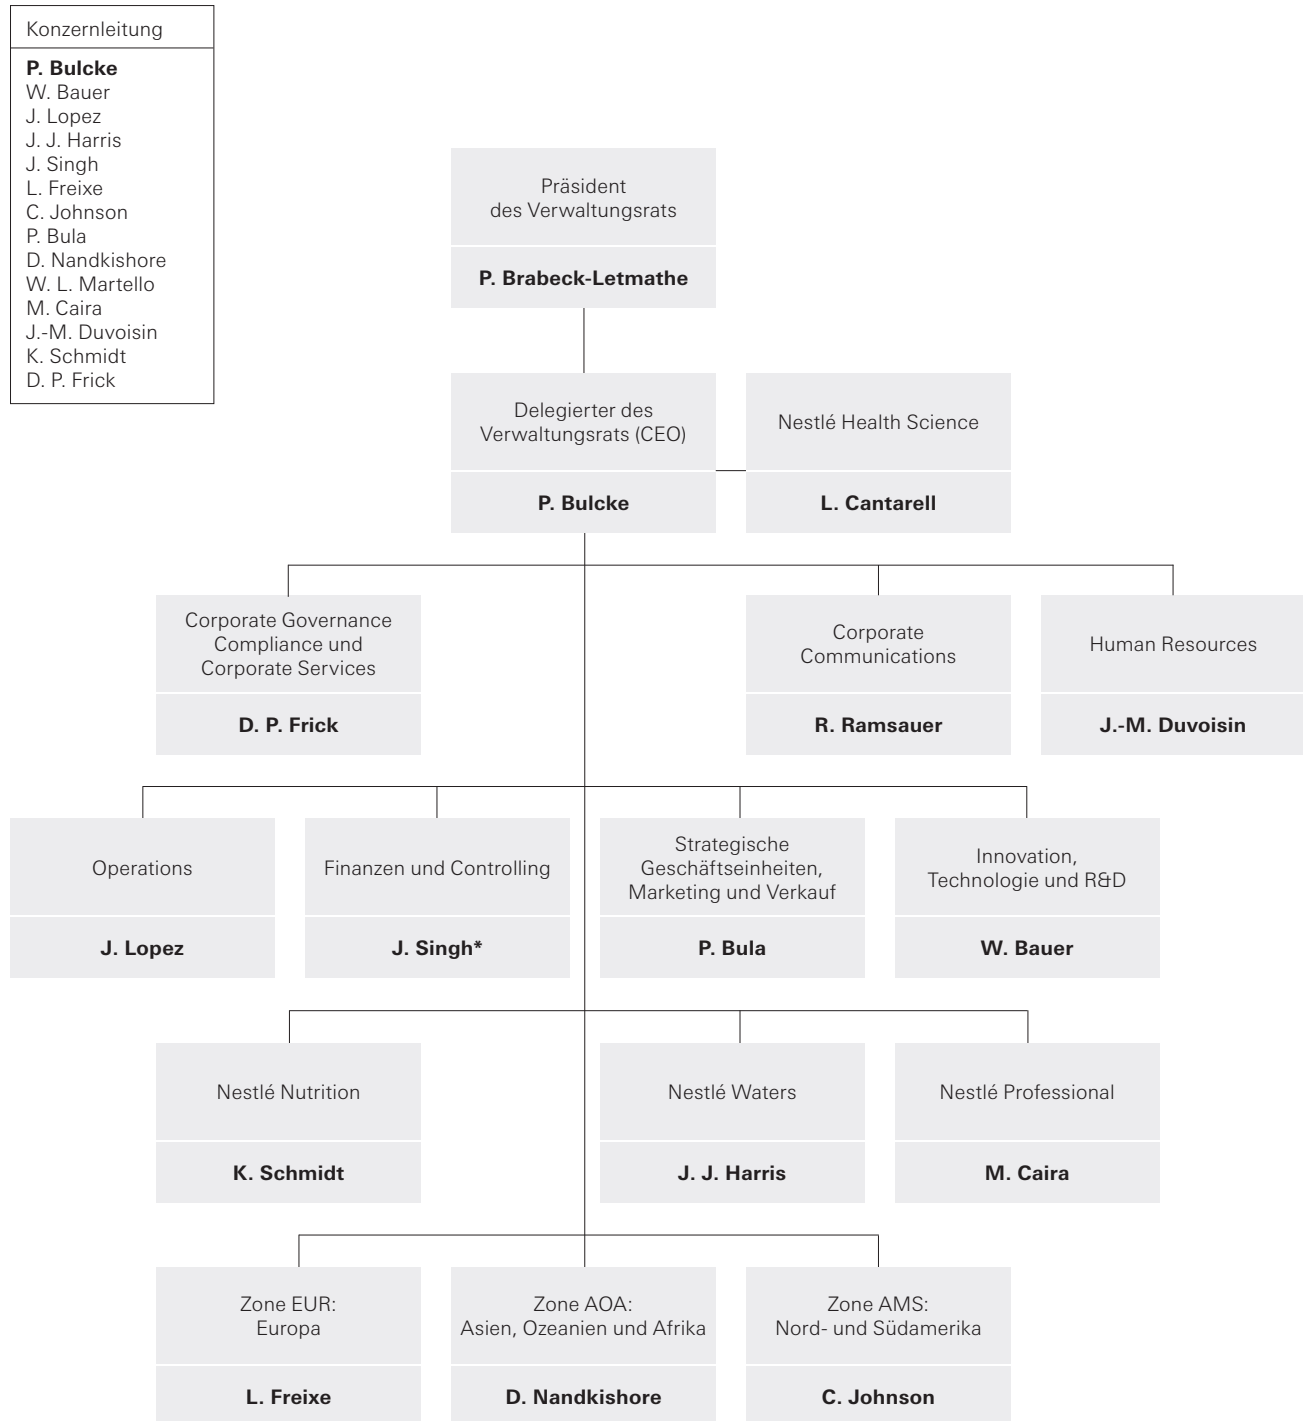 Konzernleitung
P. Bulcke
W. Bauer
J. Lopez
J. J. Harris
J. Singh
L. Freixe
C. Johnson
P. Bula
D. Nandkishore
W. L. Martello
M. Caira
J.-M. Duvoisin
K. Schmidt
D. P. Frick
Präsident
des Verwaltungsrats
P. Brabeck-Letmathe
Delegierter des
Verwaltungsrats (CEO)
P. Bulcke
Nestlé Health Science
L. Cantarell
Corporate Governance
Compliance und
Corporate Services
D. P. Frick
Corporate
Communications
R. Ramsauer
Human Resources
J.-M. Duvoisin
Operations
J. Lopez
Finanzen und Controlling
J. Singh*
Strategische
Geschäftseinheiten,
Marketing und Verkauf
P. Bula
Innovation,
Technologie und R&D
W. Bauer
Nestlé Nutrition
K. Schmidt
Nestlé Waters
J. J. Harris
Nestlé Professional
M. Caira
Zone EUR:
Europa
L. Freixe
Zone AOA:
Asien, Ozeanien und Afrika
D. Nandkishore
Zone AMS:
Nord- und Südamerika
C. Johnson